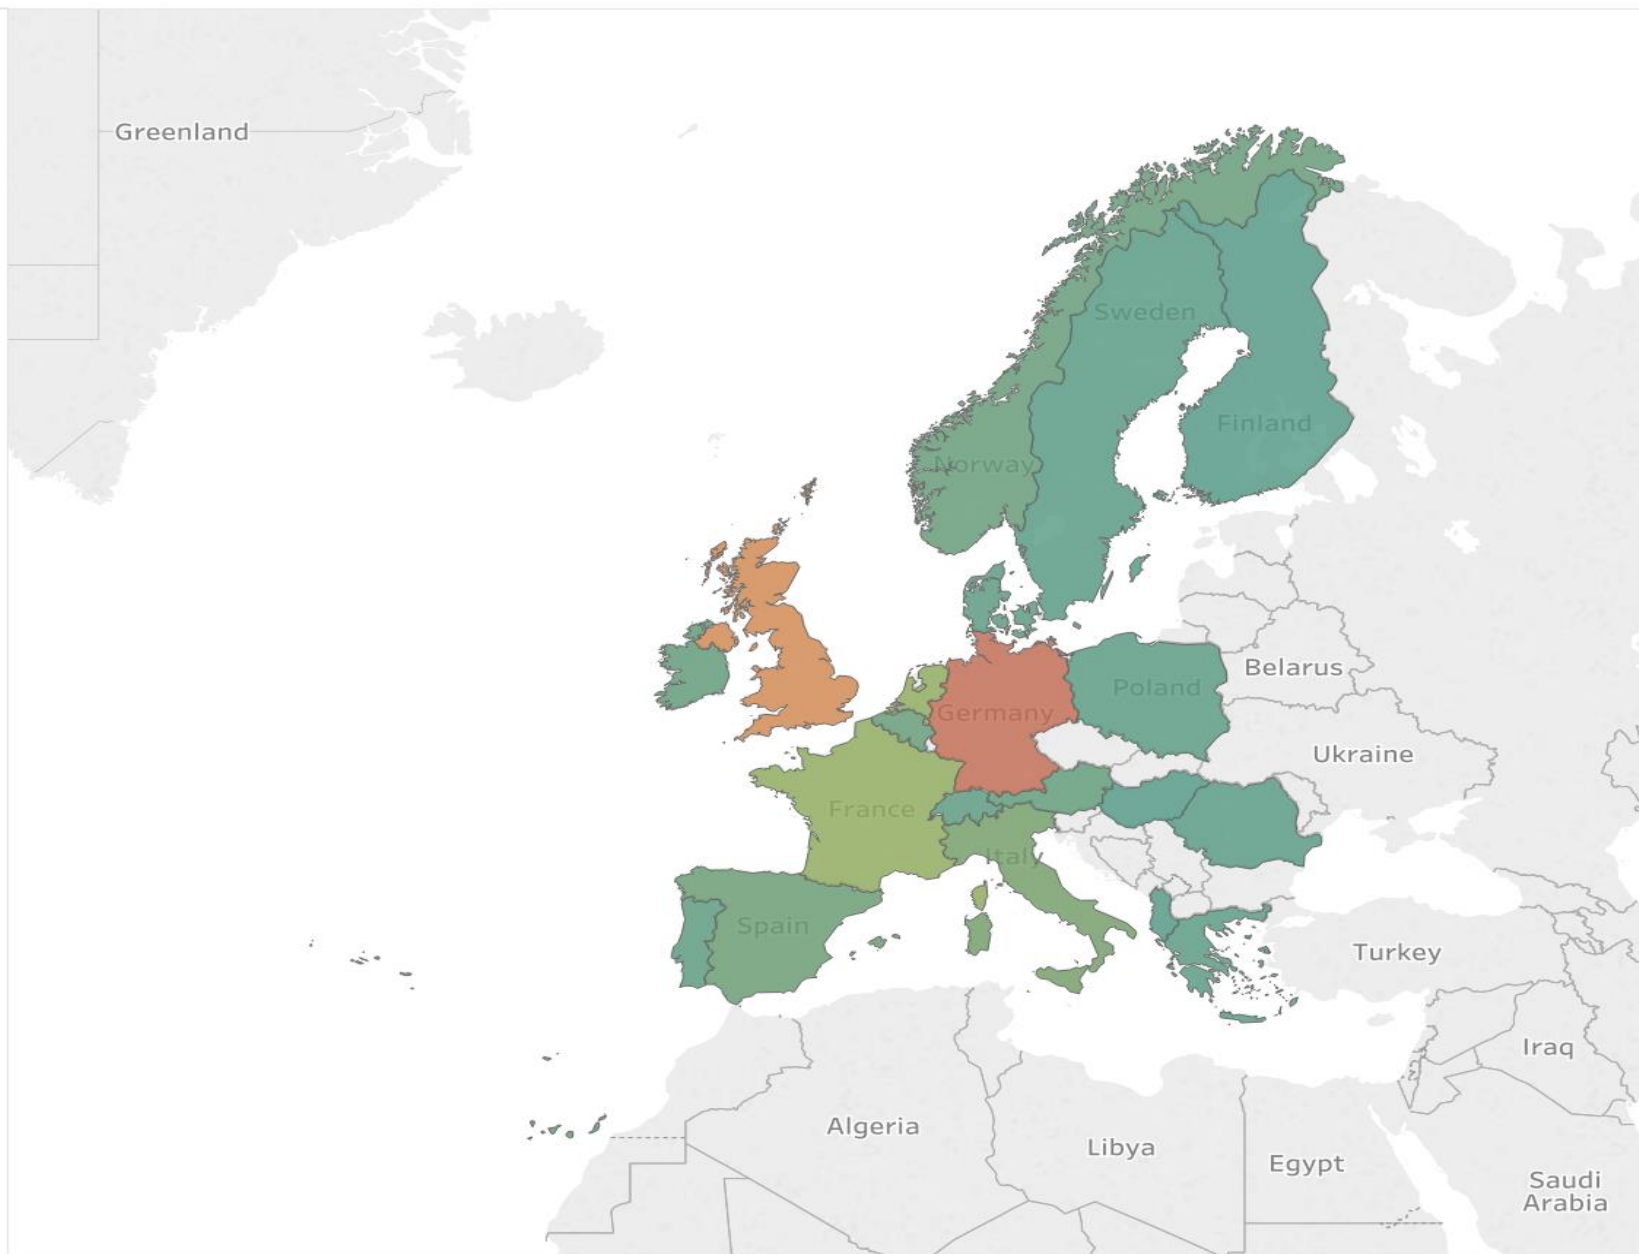 Greenland
Sweden
Finland
Norway
Belarus
Poland
Germany
Ukraine
France
Italy
Spain
Turkey
Iraq
Algeria
Libya
Egypt
Saudi
Arabia